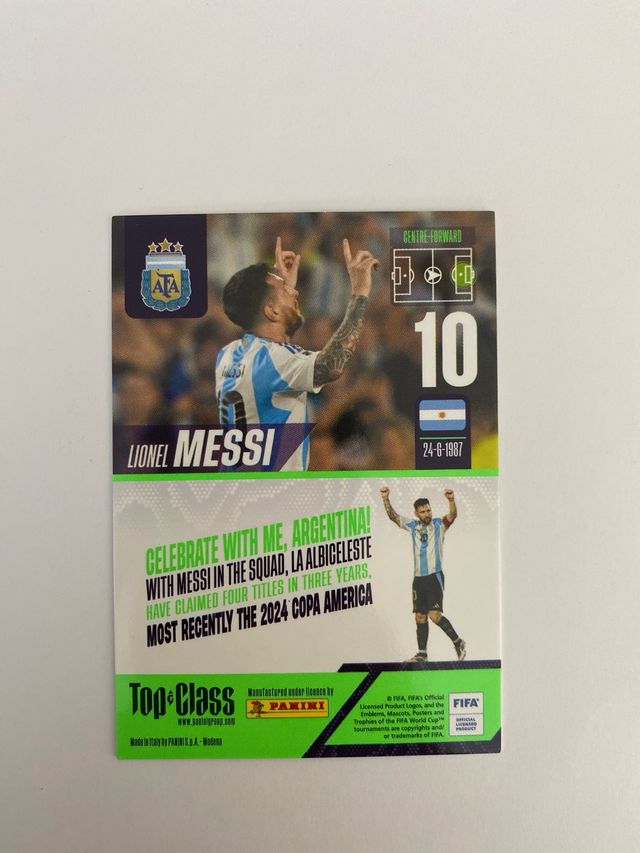 AFA
CENTRE-FORWARD
MESSI
10
10
24-6-1987
LIONEL MESSI
CELEBRATE WITH ME, ARGENTINA!
WITH MESSI IN THE SQUAD, LA ALBICELESTE
HAVE CLAIMED FOUR TITLES IN THREE YEARS,
MOST RECENTLY THE 2024 COPA AMERICA
Top Class
www.paninigroup.com
Manufactured under licence by
PANINI
Made in Italy by PANINI S.p.A. - Modena
© FIFA, FIFA's Official
Licensed Product Logos, and the
Emblems, Mascots, Posters and
Trophies of the FIFA World Cup™
tournaments are copyrights and/
or trademarks of FIFA.
FIFA
OFFICIAL
LICENSED
PRODUCT